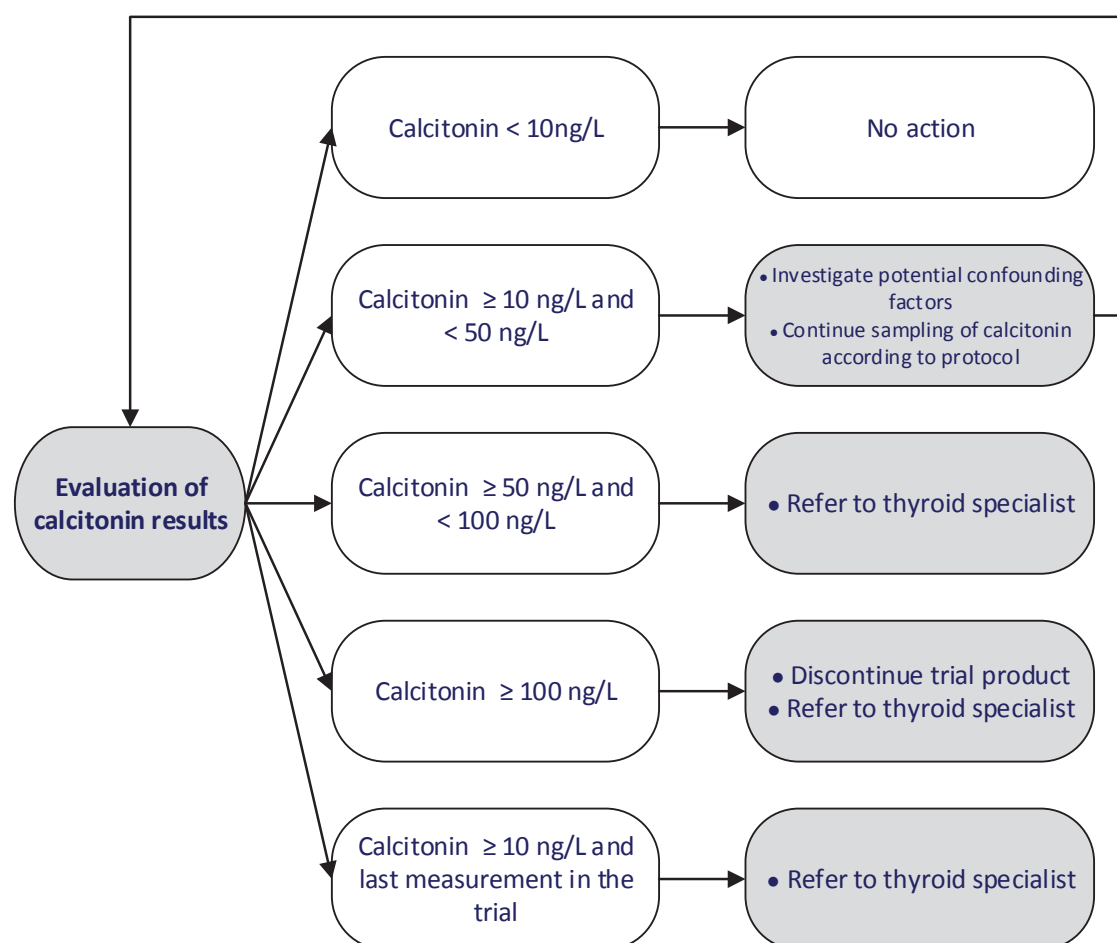 Calcitonin < 10ng/L
No action
Calcitonin ≥ 10 ng/L and
< 50 ng/L
• Investigate potential confounding
factors
• Continue sampling of calcitonin
according to protocol
Evaluation of
calcitonin results
Calcitonin ≥ 50 ng/L and
< 100 ng/L
• Refer to thyroid specialist
Calcitonin ≥ 100 ng/L
• Discontinue trial product
• Refer to thyroid specialist
Calcitonin ≥ 10 ng/L and
last measurement in the
trial
• Refer to thyroid specialist